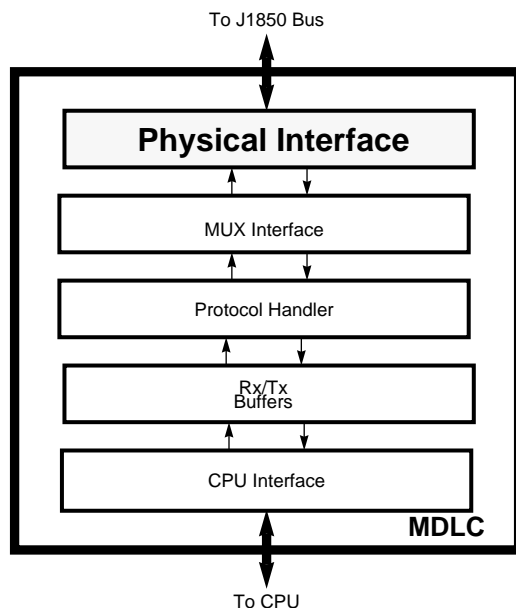 To J1850 Bus
Physical Interface
MUX Interface
Protocol Handler
Rx/Tx
Buffers
CPU Interface
MDLC
To CPU